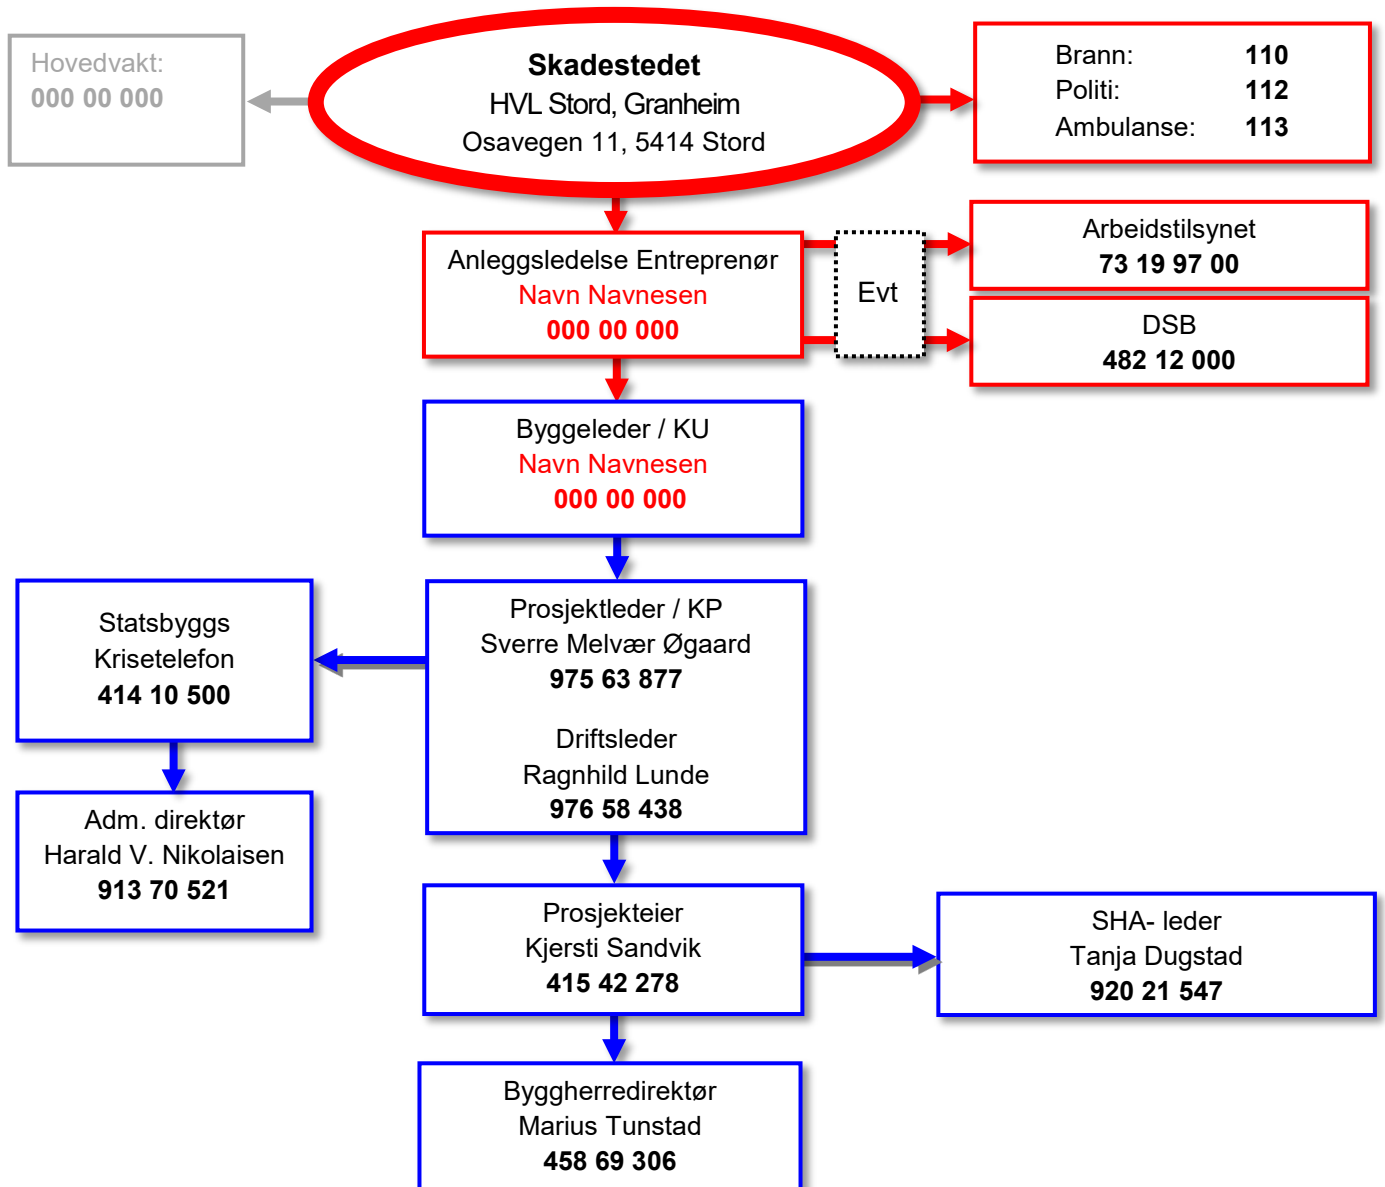 Hovedvakt:
000 00 000
Skadestedet
HVL Stord, Granheim
Osavegen 11, 5414 Stord
Brann: 110
Politi: 112
Ambulanse: 113
Anleggsledelse Entreprenør
Navn Navnesen
000 00 000
Evt
Arbeidstilsynet
73 19 97 00
DSB
482 12 000
Byggeleder / KU
Navn Navnesen
000 00 000
Statsbyggs
Krisetelefon
414 10 500
Prosjektleder / KP
Sverre Melvær Øgaard
975 63 877
Driftsleder
Ragnhild Lunde
976 58 438
Adm. direktør
Harald V. Nikolaisen
913 70 521
Prosjekteier
Kjersti Sandvik
415 42 278
SHA- leder
Tanja Dugstad
920 21 547
Byggherredirektør
Marius Tunstad
458 69 306